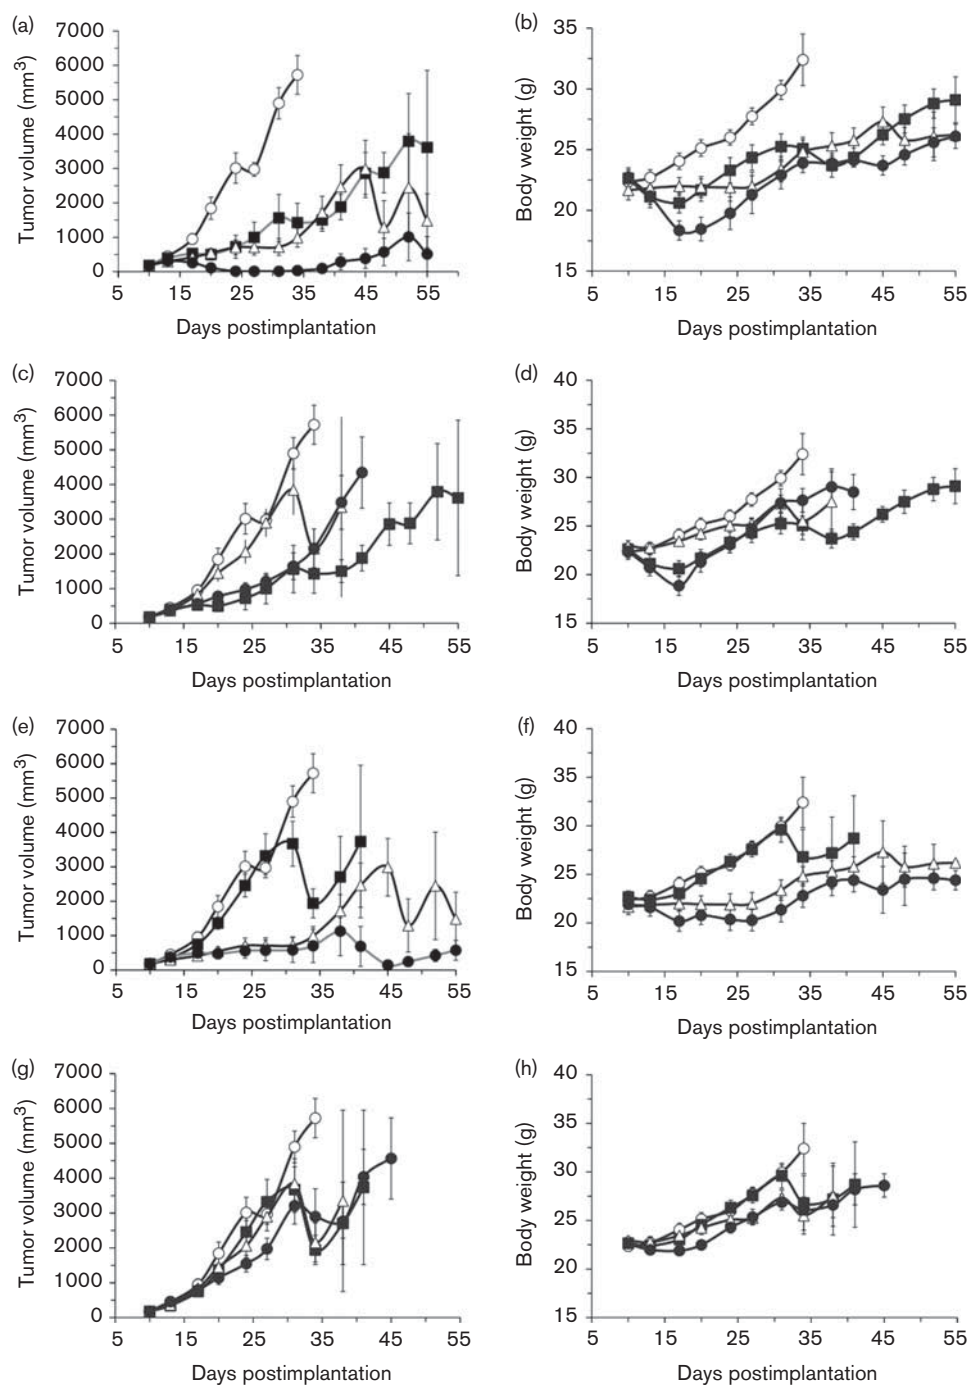 (a)
7000
6000
5000
4000
3000
2000
1000
0
Tumor volume (mm³)
5 15 25 35 45 55
Days postimplantation
(b)
35
30
25
20
15
Body weight (g)
5 15 25 35 45 55
Days postimplantation
(c)
7000
6000
5000
4000
3000
2000
1000
0
Tumor volume (mm³)
5 15 25 35 45 55
Days postimplantation
(d)
40
35
30
25
20
15
Body weight (g)
5 15 25 35 45 55
Days postimplantation
(e)
7000
6000
5000
4000
3000
2000
1000
0
Tumor volume (mm³)
5 15 25 35 45 55
Days postimplantation
(f)
40
35
30
25
20
15
Body weight (g)
5 15 25 35 45 55
Days postimplantation
(g)
7000
6000
5000
4000
3000
2000
1000
0
Tumor volume (mm³)
5 15 25 35 45 55
Days postimplantation
(h)
40
35
30
25
20
15
Body weight (g)
5 15 25 35 45 55
Days postimplantation